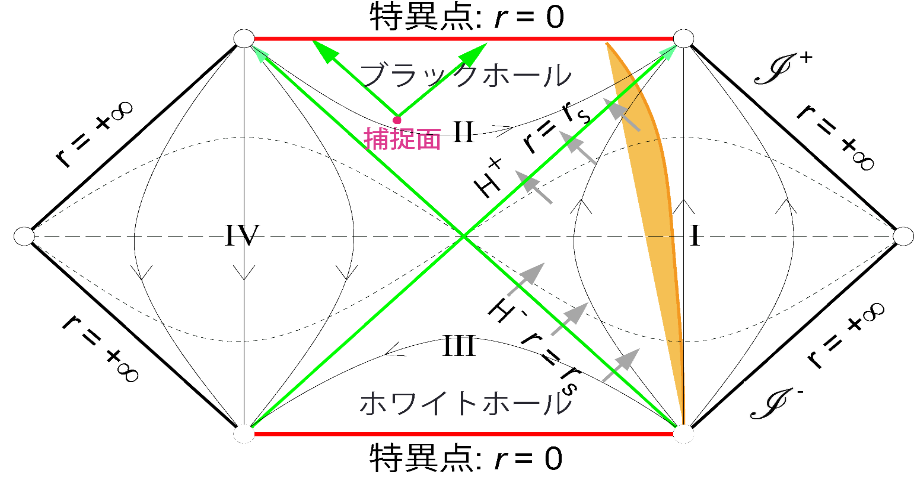 特異点: r = 0
ブラックホール
ℐ+
r = +∞
r = +∞
H+ r = rs
II
捕捉面
IV
I
H- r = rs
III
r = +∞
r = +∞
ℐ-
ホワイトホール
特異点: r = 0